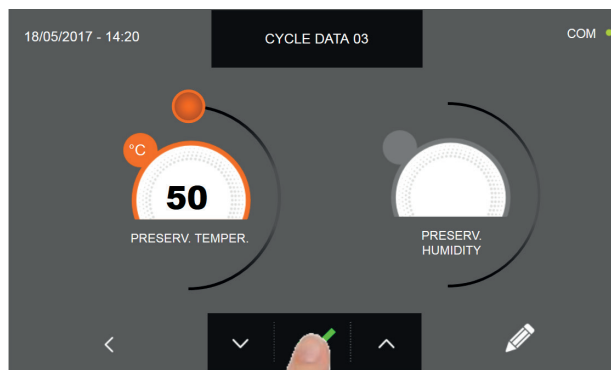 18/05/2017 - 14:20
CYCLE DATA 03
COM
°C
50
PRESERV. TEMPER.
PRESERV.
HUMIDITY